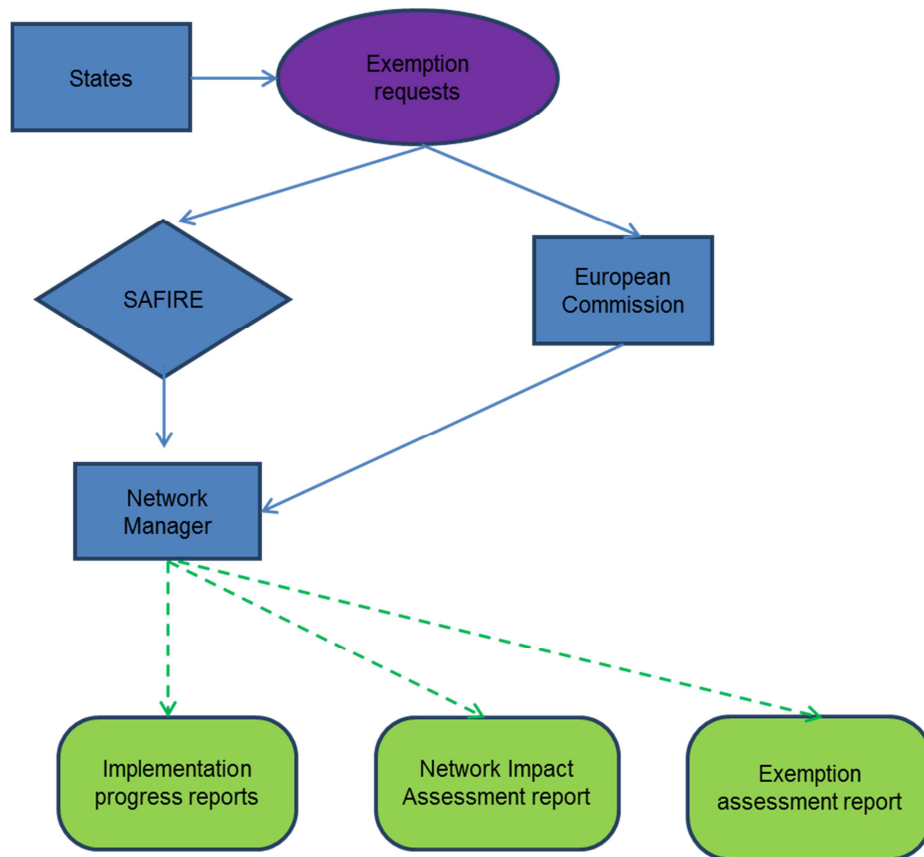 States
Exemption
requests
SAFIRE
European
Commission
Network
Manager
Implementation
progress reports
Network Impact
Assessment report
Exemption
assessment report